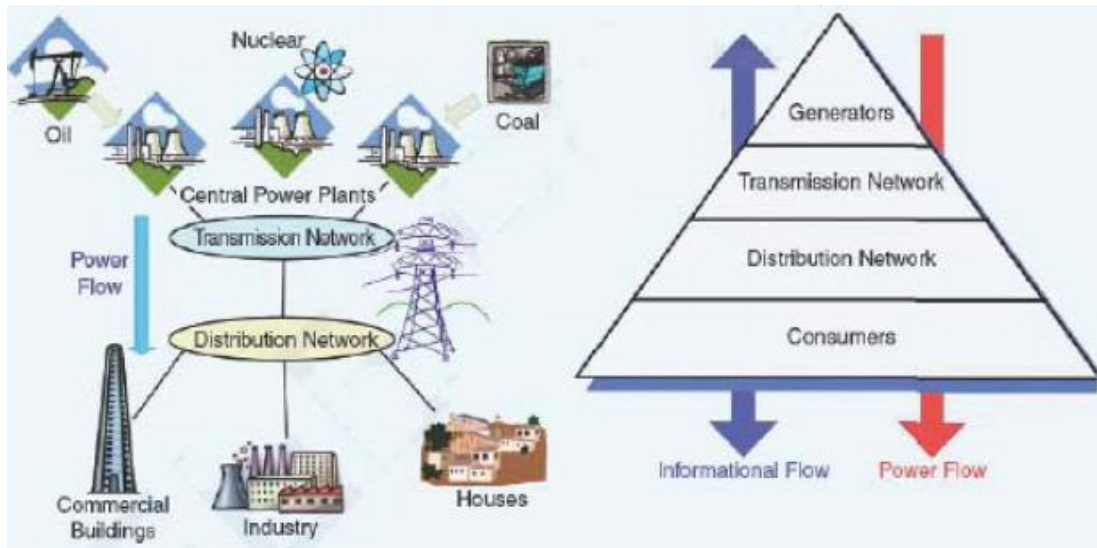 Nuclear
Oil
Coal
Central Power Plants
Transmission Network
Power
Flow
Distribution Network
Commercial
Buildings
Industry
Houses
Generators
Transmission Network
Distribution Network
Consumers
Informational Flow
Power Flow